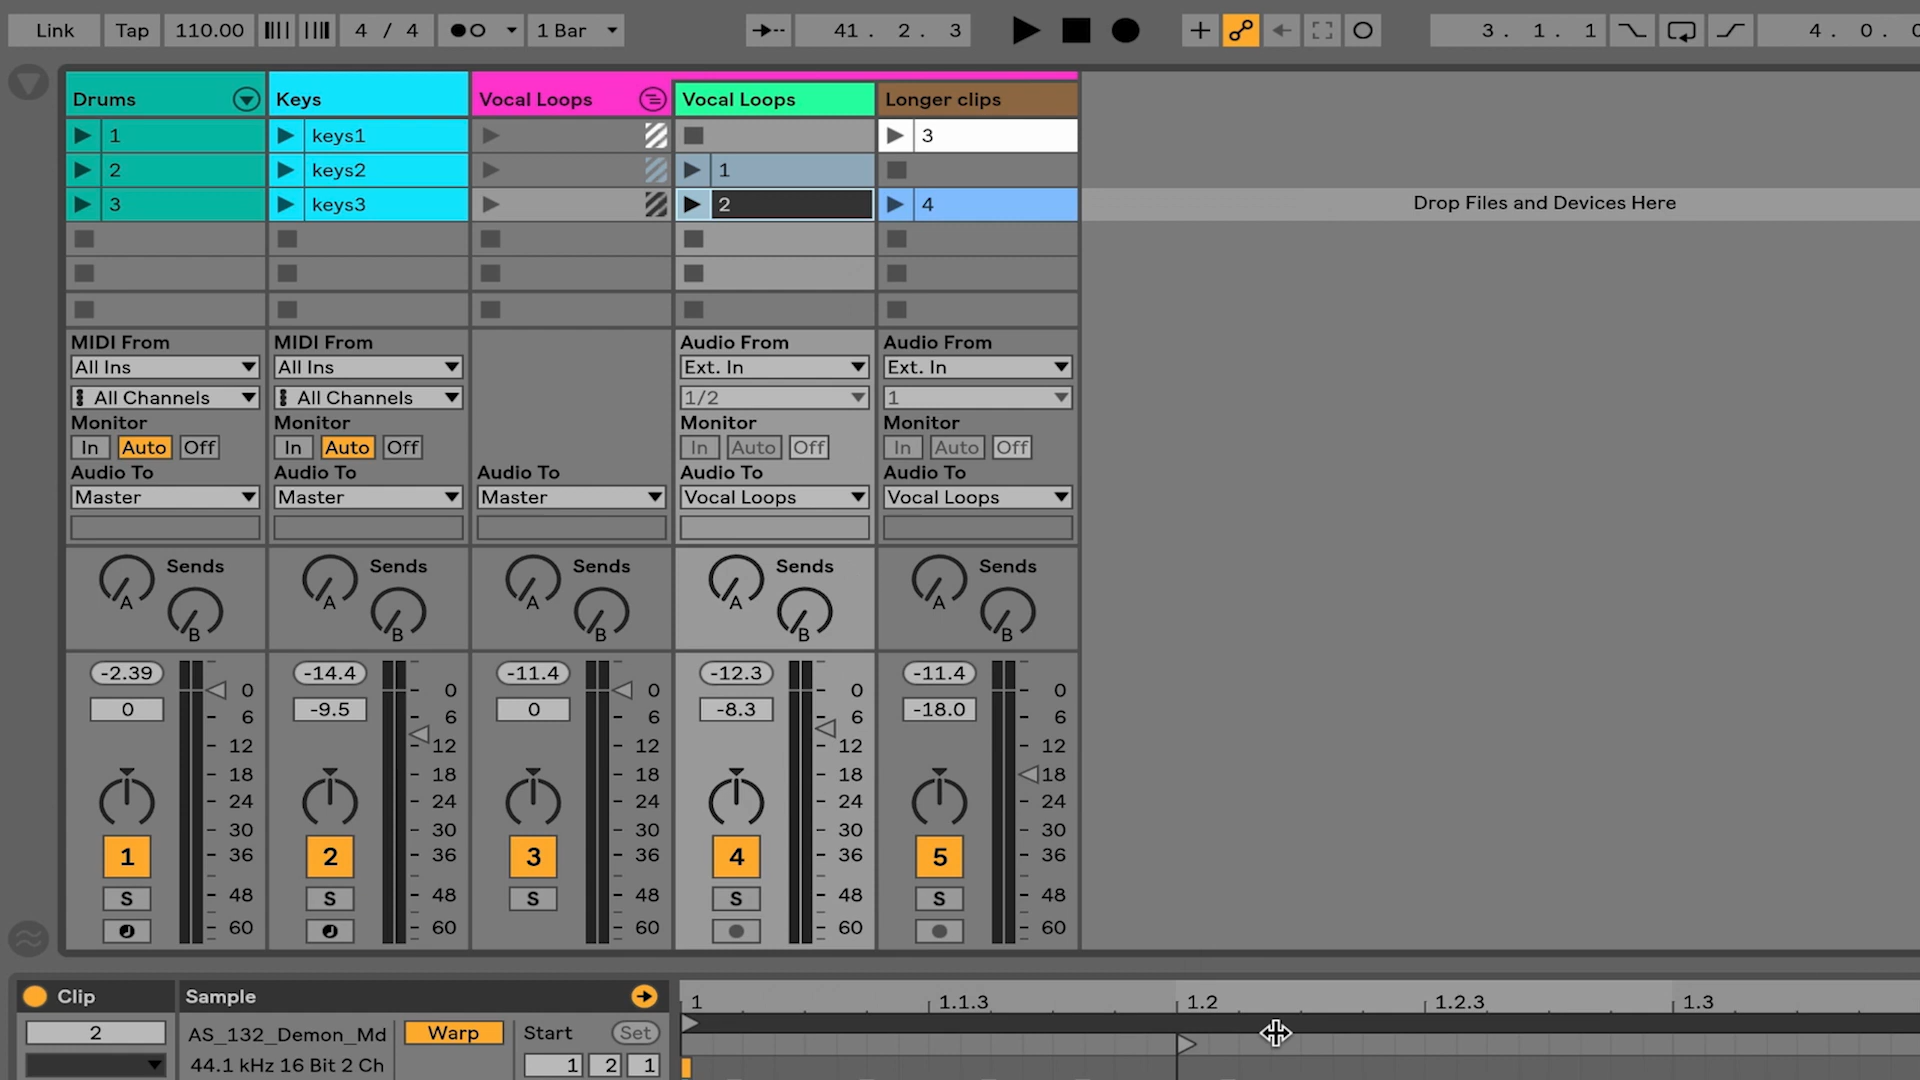 Link Tap 110.00 4 / 4 1 Bar 41 . 2 . 3 3 . 1 . 1 4 . 0 . 0
Drums Keys Vocal Loops Vocal Loops Longer clips
1 keys1 3
2 keys2 1
3 keys3 2 4 Drop Files and Devices Here
MIDI From MIDI From Audio From Audio From
All Ins All Ins Ext. In Ext. In
All Channels All Channels 1/2 1
Monitor Monitor Monitor Monitor
In Auto Off In Auto Off In Auto Off In Auto Off
Audio To Audio To Audio To Audio To Audio To
Master Master Master Vocal Loops Vocal Loops
Sends Sends Sends Sends Sends
A A A A A
B B B B B
-2.39 -14.4 -11.4 -12.3 -11.4
0 0 0 0 0
0 -9.5 0 -8.3 -18.0
6 6 6 6 6
12 12 12 12 12
18 18 18 18 18
24 24 24 24 24
30 30 30 30 30
1 36 2 36 3 36 4 36 5 36
S 48 S 48 S 48 S 48 S 48
60 60 60 60 60
Clip Sample 1 1.1.3 1.2 1.2.3 1.3
2 AS_132_Demon_Md Warp Start Set
44.1 kHz 16 Bit 2 Ch 1 2 1